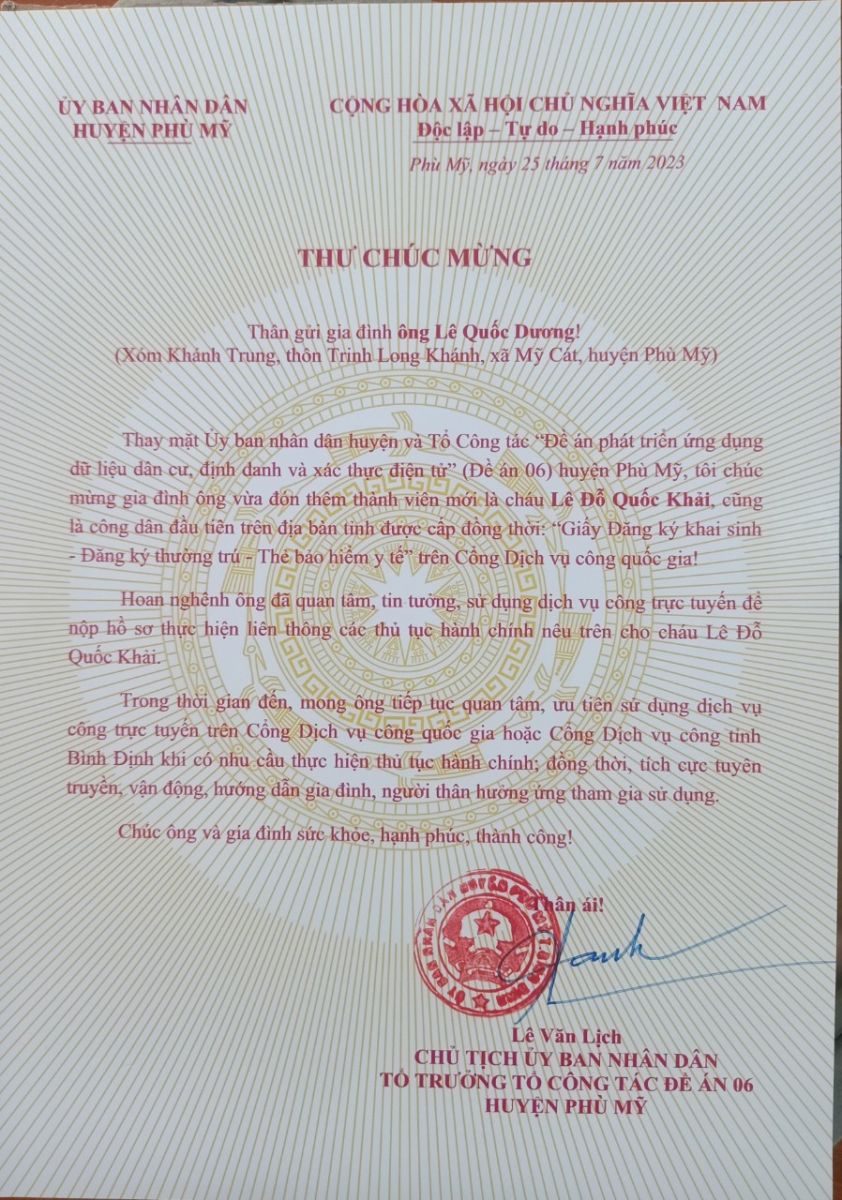 ỦY BAN NHÂN DÂN
HUYỆN PHÙ MỸ
CỘNG HÒA XÃ HỘI CHỦ NGHĨA VIỆT NAM
Độc lập – Tự do – Hạnh phúc
Phù Mỹ, ngày 25 tháng 7 năm 2023
THƯ CHÚC MỪNG
Thân gửi gia đình ông Lê Quốc Dương!
(Xóm Khánh Trung, thôn Trinh Long Khánh, xã Mỹ Cát, huyện Phù Mỹ)
Thay mặt Ủy ban nhân dân huyện và Tổ Công tác “Đề án phát triển ứng dụng
dữ liệu dân cư, định danh và xác thực điện tử” (Đề án 06) huyện Phù Mỹ, tôi chúc
mừng gia đình ông vừa đón thêm thành viên mới là cháu Lê Đỗ Quốc Khải, cũng
là công dân đầu tiên trên địa bàn tỉnh được cấp đồng thời: “Giấy Đăng ký khai sinh
- Đăng ký thường trú - Thẻ bảo hiểm y tế” trên Cổng Dịch vụ công quốc gia!
Hoan nghênh ông đã quan tâm, tin tưởng, sử dụng dịch vụ công trực tuyến để
nộp hồ sơ thực hiện liên thông các thủ tục hành chính nêu trên cho cháu Lê Đỗ
Quốc Khải.
Trong thời gian đến, mong ông tiếp tục quan tâm, ưu tiên sử dụng dịch vụ
công trực tuyến trên Cổng Dịch vụ công quốc gia hoặc Cổng Dịch vụ công tỉnh
Bình Định khi có nhu cầu thực hiện thủ tục hành chính; đồng thời, tích cực tuyên
truyền, vận động, hướng dẫn gia đình, người thân hưởng ứng tham gia sử dụng.
Chúc ông và gia đình sức khỏe, hạnh phúc, thành công!
Thân ái!
ỦY BAN NHÂN DÂN HUYỆN PHÙ MỸ T.BÌNH ĐỊNH
Lê Văn Lịch
CHỦ TỊCH ỦY BAN NHÂN DÂN
TỔ TRƯỞNG TỔ CÔNG TÁC ĐỀ ÁN 06
HUYỆN PHÙ MỸ